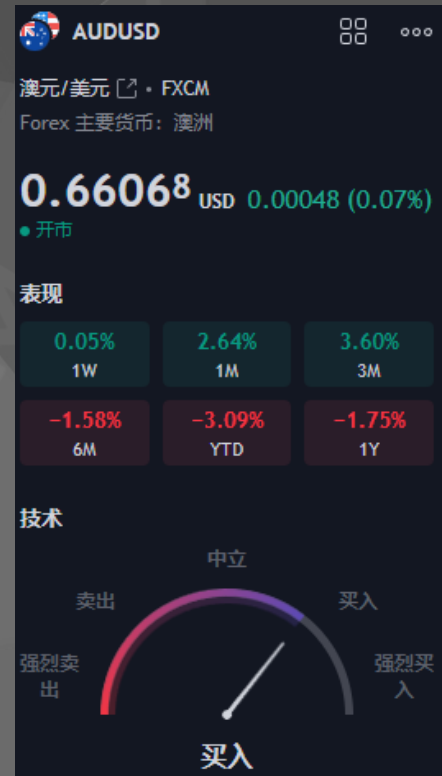 AUDUSD
澳元/美元 • FXCM
Forex 主要货币：澳洲
0.66068 USD 0.00048 (0.07%)
开市
表现
0.05% 2.64% 3.60%
1W 1M 3M
−1.58% −3.09% −1.75%
6M YTD 1Y
技术
中立
卖出 买入
强烈卖出 强烈买入
买入